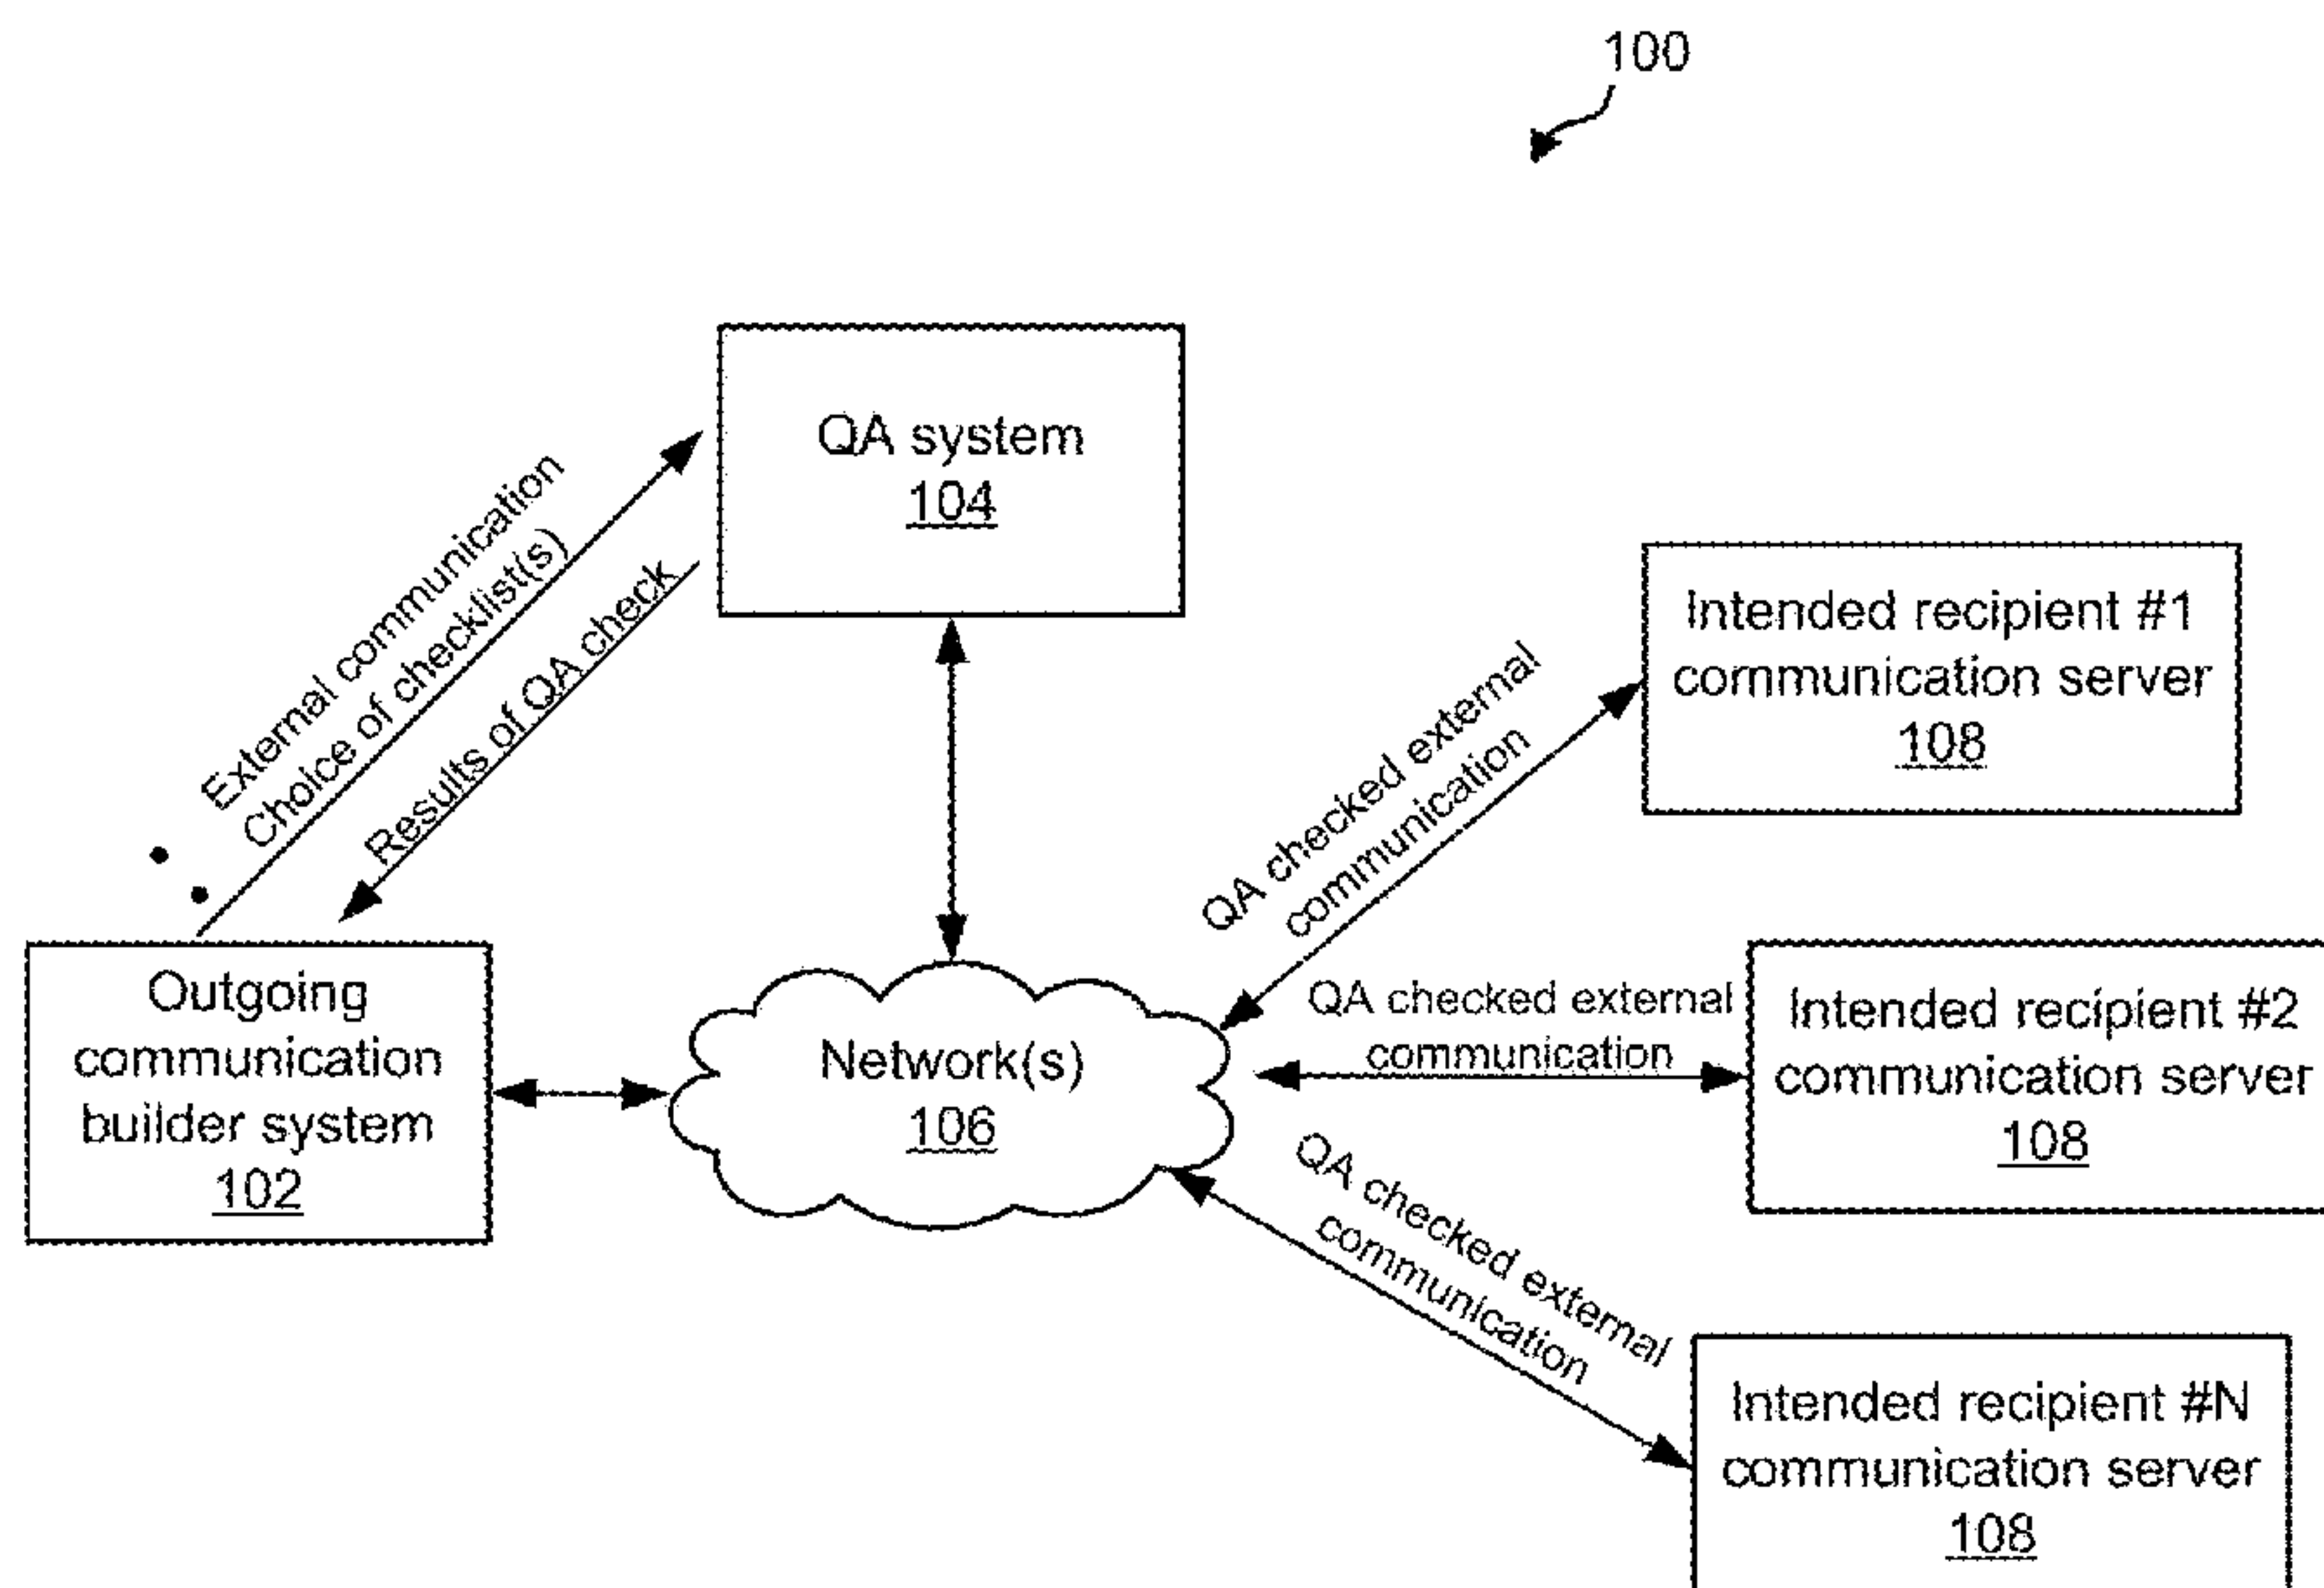 100
QA system
104
External communication
Choice of checklist(s)
Results of QA check
Intended recipient #1
communication server
108
QA checked external
communication
Outgoing
communication
builder system
102
Network(s)
106
QA checked external
communication
Intended recipient #2
communication server
108
QA checked external
communication
Intended recipient #N
communication server
108